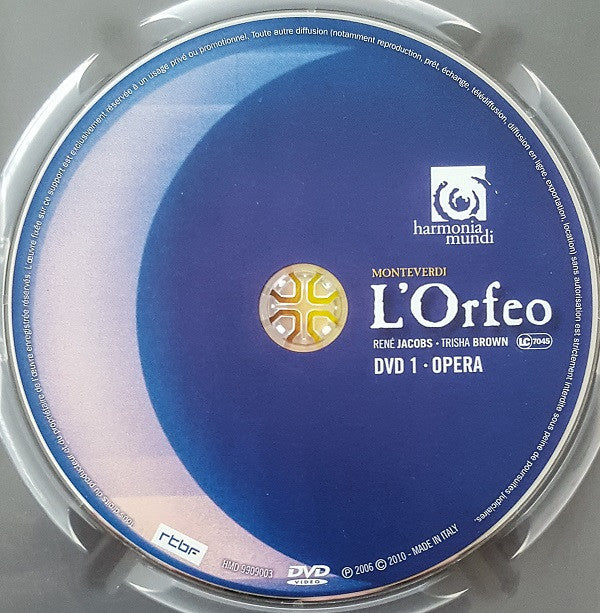 Tous droits du producteur et du propriétaire de l'œuvre enregistrée réservés. L'œuvre fixée sur ce support est exclusivement réservée à un usage privé ou promotionnel. Toute autre diffusion (notamment reproduction, prêt, échange, télédiffusion, diffusion en ligne, exportation, location) sans autorisation est strictement interdite sous peine de poursuites judiciaires.
harmonia
mundi
MONTEVERDI
L'Orfeo
RENÉ JACOBS · TRISHA BROWN LC 7045
DVD 1 · OPERA
rtbf
HMD 9909003
DVD
VIDEO
℗ 2006 © 2010 - MADE IN ITALY